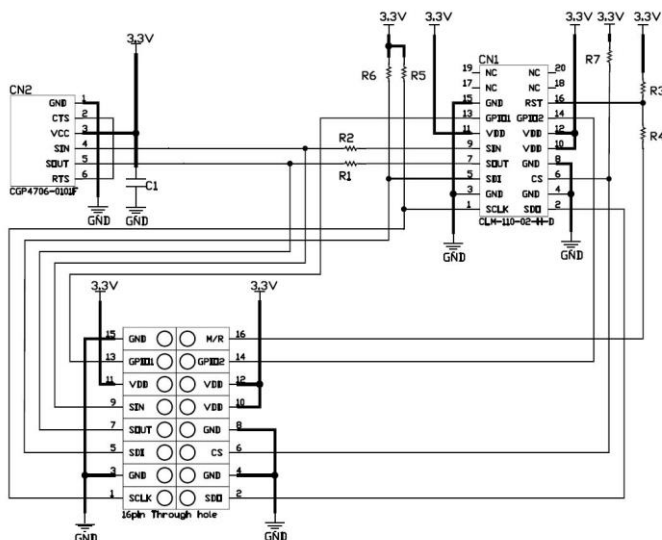 3.3V 3.3V 3.3V 3.3V 3.3V
3.3V
CN1
R7
CN2
R6 R5
19 NC NC 20
17 NC NC 18
R3
1 GND
15 GND RST 16
2 CTS
13 GPIO1 GPIO2 14
3 VCC
11 VDD VDD 12
R4
4 SIN
R2
9 SIN VDD 10
5 SOUT
R1
7 SOUT GND 8
6 RTS
5 SDI CS 6
CGP4706-0101F
C1
3 GND GND 4
1 SCLK SDO 2
GND GND
CLM-110-02-H-D
GND GND
3.3V 3.3V
15 GND M/R 16
13 GPIO1 GPIO2 14
11 VDD VDD 12
9 SIN VDD 10
7 SOUT GND 8
5 SDI CS 6
3 GND GND 4
1 SCLK SDO 2
16pin Through hole
GND GND